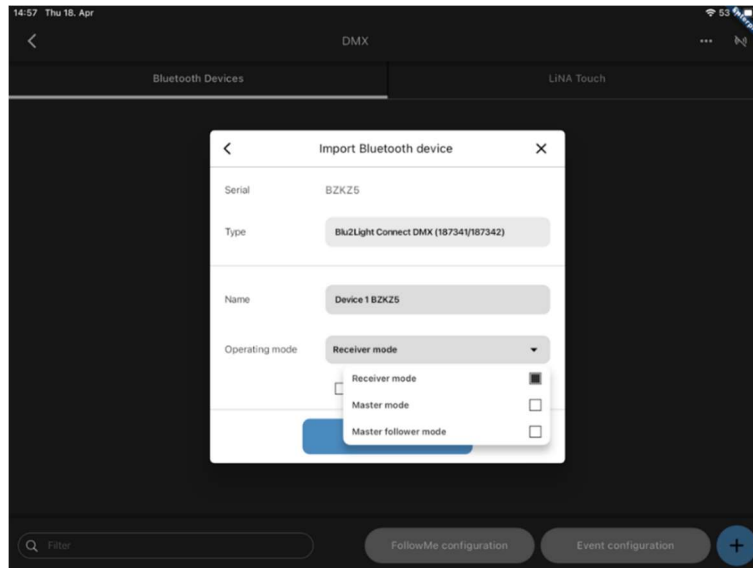 14:57 Thu 18. Apr
53
DMX
Bluetooth Devices
LiNA Touch
Import Bluetooth device
Serial
BZKZ5
Type
Blu2Light Connect DMX (187341/187342)
Name
Device 1 BZKZ5
Operating mode
Receiver mode
Receiver mode
Master mode
Master follower mode
Filter
FollowMe configuration
Event configuration